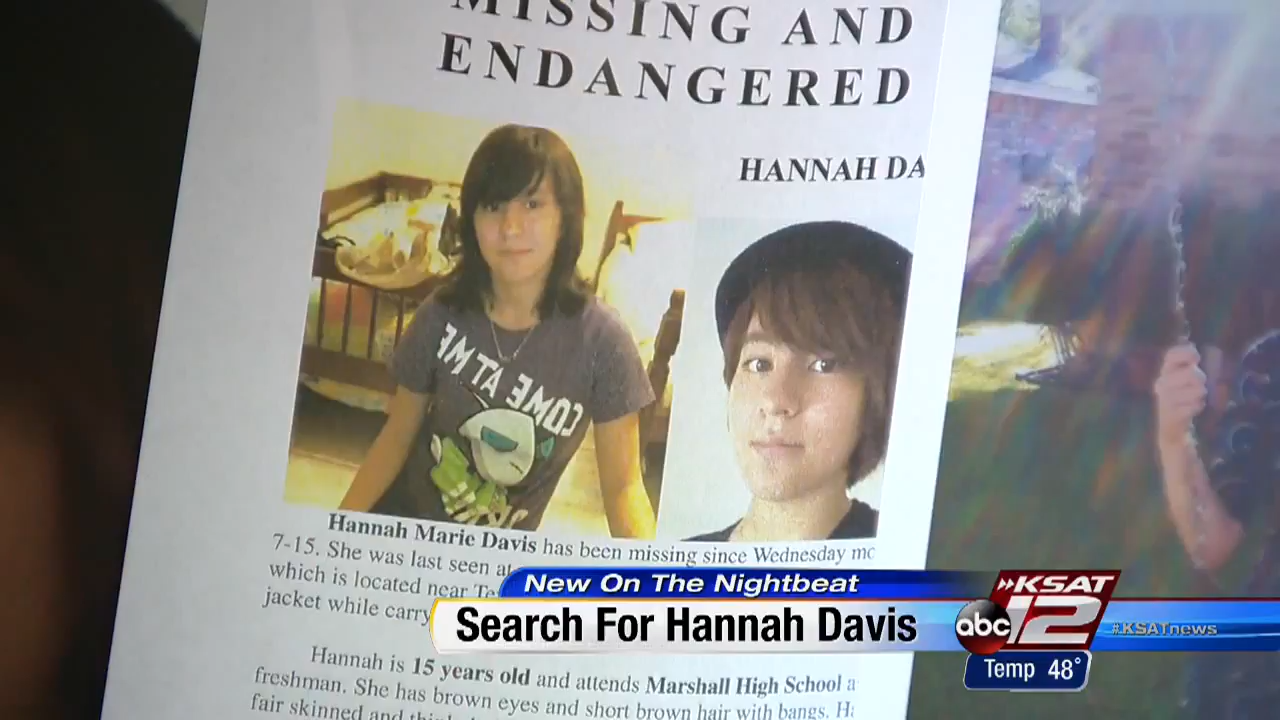 MISSING AND
ENDANGERED
HANNAH DA
COME AT ME
Hannah Marie Davis has been missing since Wednesday
7-15. She was last seen at
which is located near
jacket while carry
Hannah is 15 years old and attends Marshall High School
freshman. She has brown eyes and short brown hair with bangs.
fair skinned and
New On The Nightbeat
Search For Hannah Davis
abc
KSAT
12
#KSATnews
Temp 48°